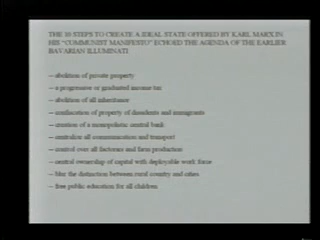 THE 10 STEPS TO CREATE A IDEAL STATE OFFERED BY KARL MARX IN
HIS "COMMUNIST MANIFESTO" ECHOED THE AGENDA OF THE EARLIER
BAVARIAN ILLUMINATI
-- abolition of private property
-- a progressive or graduated income tax
-- abolition of all inheritance
-- confiscation of property of dissidents and immigrants
-- creation of a monopolistic central bank
-- centralize all communication and transport
-- control over all factories and farm production
-- central ownership of capital with deployable work force
-- blur the distinction between rural country and cities
-- free public education for all children